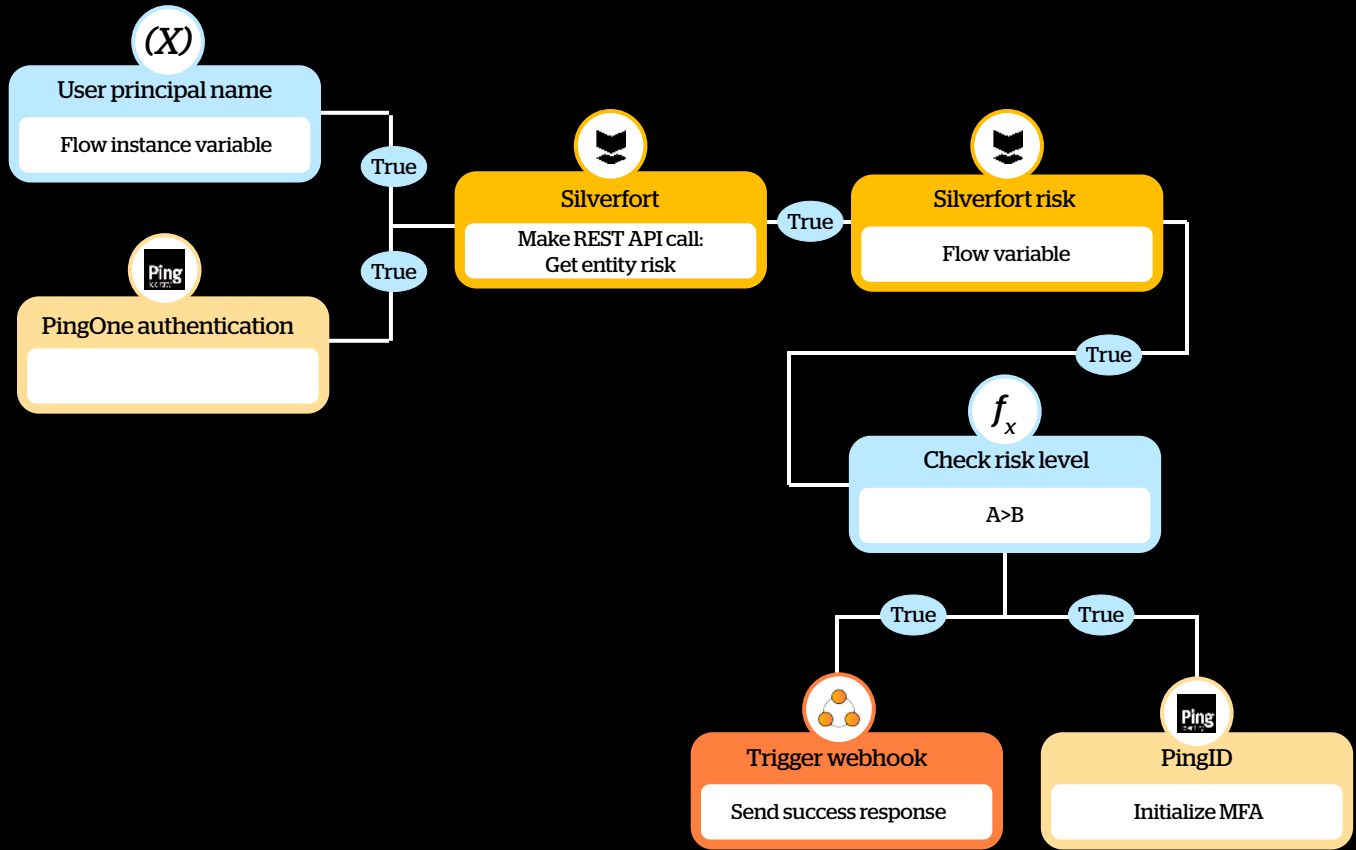 (X)
User principal name
Flow instance variable
True
Silverfort
Make REST API call:
Get entity risk
True
Silverfort risk
Flow variable
Ping
True
PingOne authentication
True
fx
Check risk level
A>B
True
True
Trigger webhook
Send success response
Ping
PingID
Initialize MFA